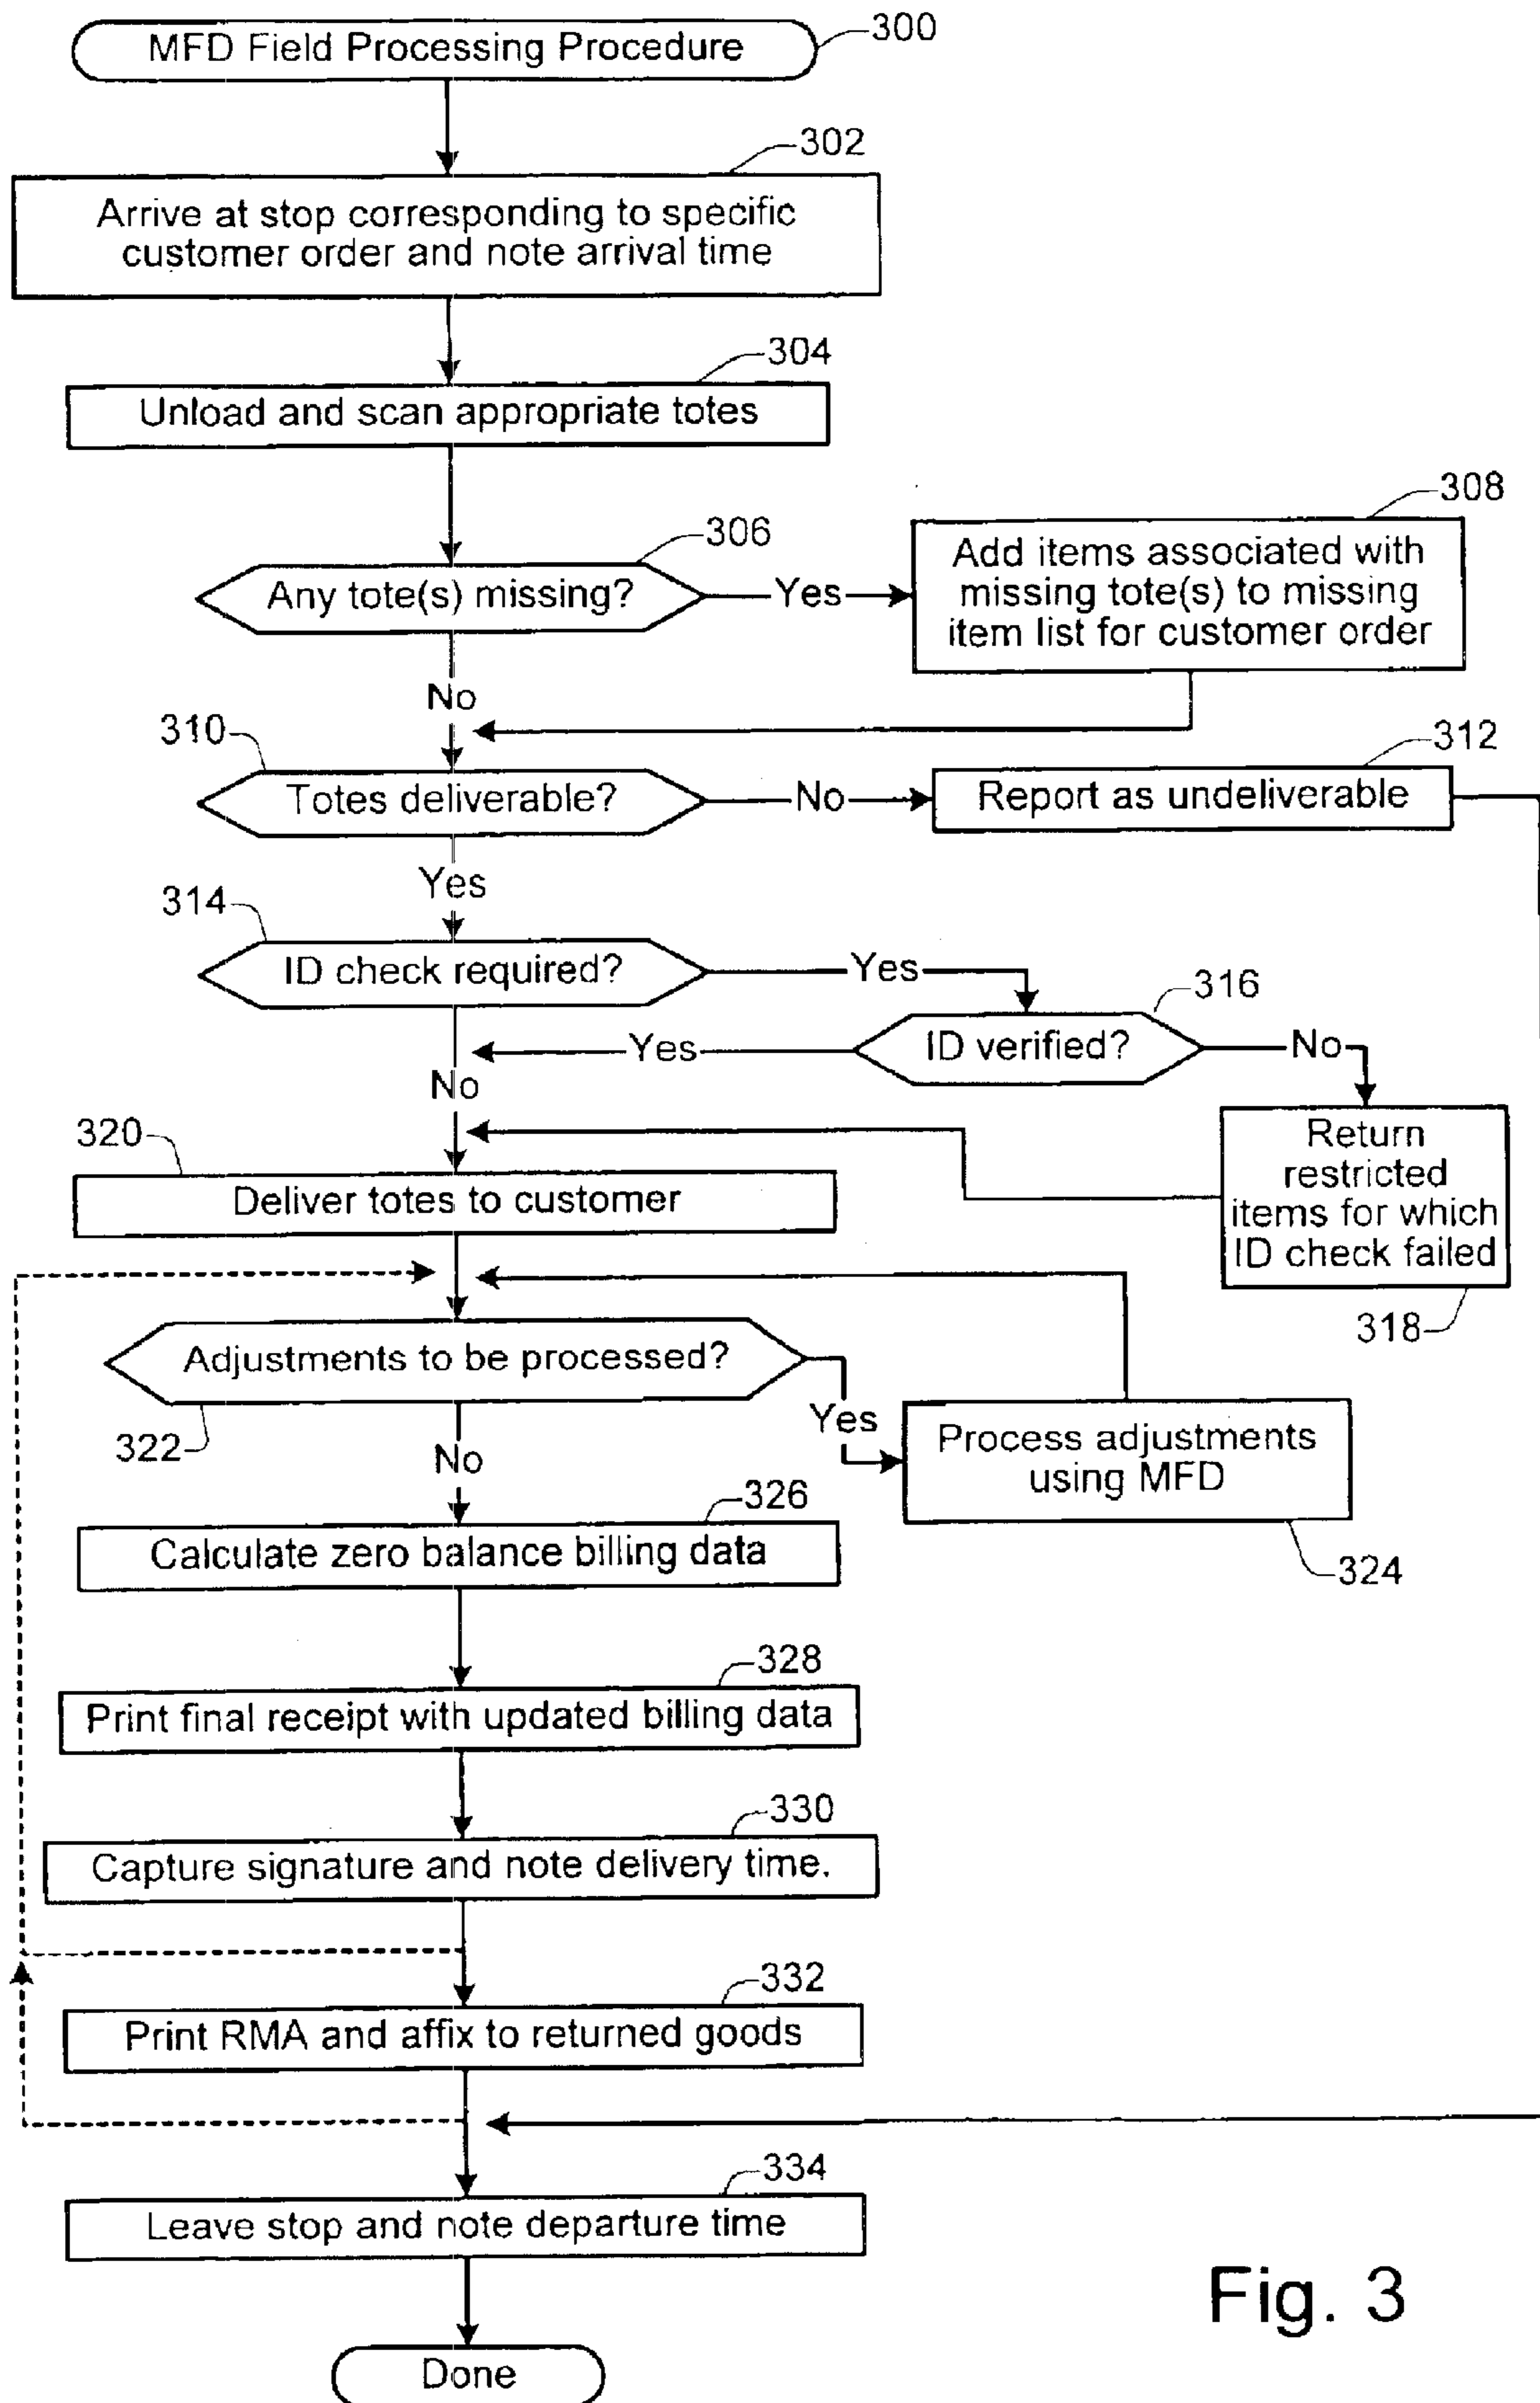 MFD Field Processing Procedure
300
302
Arrive at stop corresponding to specific
customer order and note arrival time
304
Unload and scan appropriate totes
306
Any tote(s) missing?
Yes
308
Add items associated with
missing tote(s) to missing
item list for customer order
No
310
Totes deliverable?
No
312
Report as undeliverable
Yes
314
ID check required?
Yes
316
ID verified?
Yes
No
No
318
Return
restricted
items for which
ID check failed
320
Deliver totes to customer
Adjustments to be processed?
322
Yes
Process adjustments
using MFD
324
No
326
Calculate zero balance billing data
328
Print final receipt with updated billing data
330
Capture signature and note delivery time.
332
Print RMA and affix to returned goods
334
Leave stop and note departure time
Done
Fig. 3